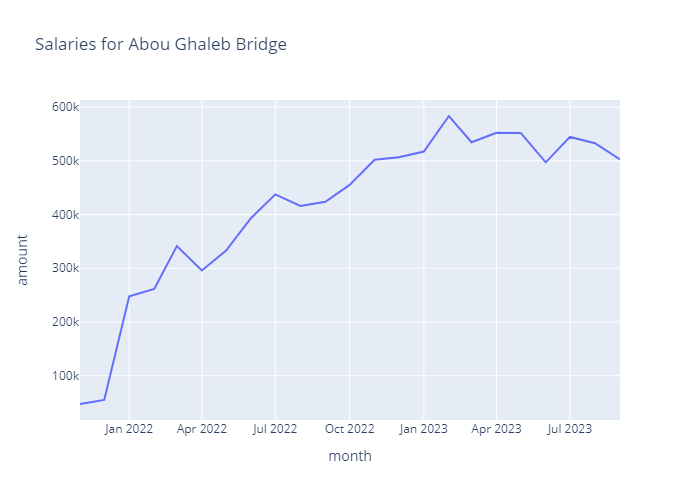 Salaries for Abou Ghaleb Bridge
600k
500k
400k
300k
200k
100k
amount
Jan 2022 Apr 2022 Jul 2022 Oct 2022 Jan 2023 Apr 2023 Jul 2023
month